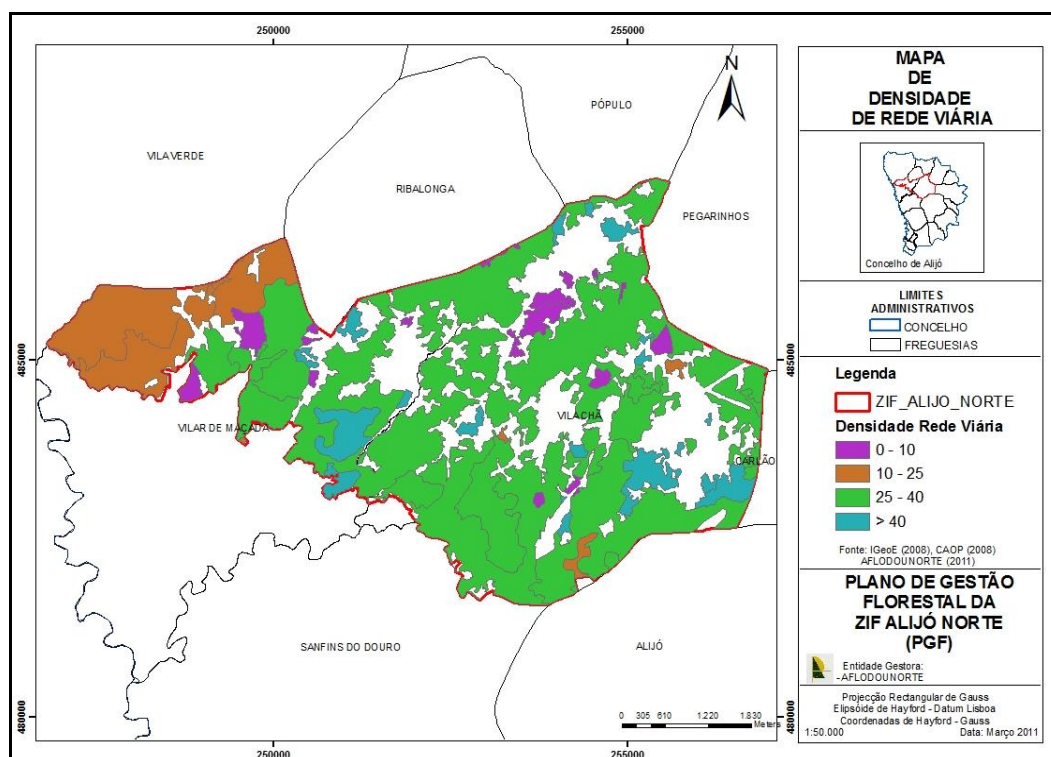 250000
255000
N
PÓPULO
VILA VERDE
RIBALONGA
PEGARINHOS
485000
485000
VILA CHÃ
VILAR DE MAÇADA
CARLÃO
SANFINS DO DOURO
ALIJÓ
0 305 610 1.220 1.830
Meters
480000
480000
250000
255000
MAPA
DE
DENSIDADE
DE REDE VIÁRIA
Concelho de Alijó
LIMITES
ADMINISTRATIVOS
CONCELHO
FREGUESIAS
Legenda
ZIF_ALIJO_NORTE
Densidade Rede Viária
0 - 10
10 - 25
25 - 40
> 40
Fonte: IGeoE (2008), CAOP (2008)
AFLODOUNORTE (2011)
PLANO DE GESTÃO
FLORESTAL DA
ZIF ALIJÓ NORTE
(PGF)
Entidade Gestora:
-AFLODOUNORTE
Projecção Rectangular de Gauss
Elipsóide de Hayford - Datum Lisboa
Coordenadas de Hayford - Gauss
1:50.000 Data: Março 2011